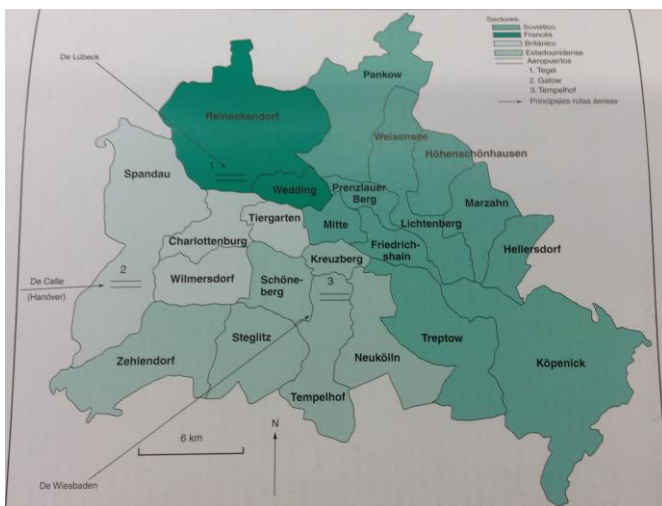 Sectores:
Soviético
Francés
Británico
Estadounidense
Aeropuertos
1. Tegel
2. Gatow
3. Tempelhof
Principales rutas áereas
De Lübeck
Pankow
Reineckendorf
Weisensee
Höhenschönhausen
Spandau
1
Wedding
Prenzlauer
Berg
Marzahn
Tiergarten
Mitte
Lichtenberg
Charlottenburg
Friedrich-
shain
Hellersdorf
Kreuzberg
De Celle
(Hanóver)
2
Wilmersdorf
Schöne-
berg
3
Zehlendorf
Steglitz
Treptow
Neukölln
Köpenick
Tempelhof
6 km
N
De Wiesbaden